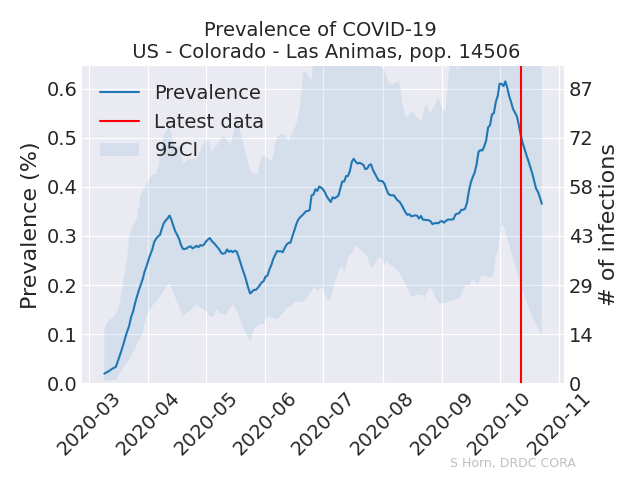 Prevalence of COVID-19
US - Colorado - Las Animas, pop. 14506
Prevalence
Latest data
95CI
Prevalence (%)
0.6
0.5
0.4
0.3
0.2
0.1
0.0
# of infections
87
72
58
43
29
14
0
2020-03
2020-04
2020-05
2020-06
2020-07
2020-08
2020-09
2020-10
2020-11
S Horn, DRDC CORA